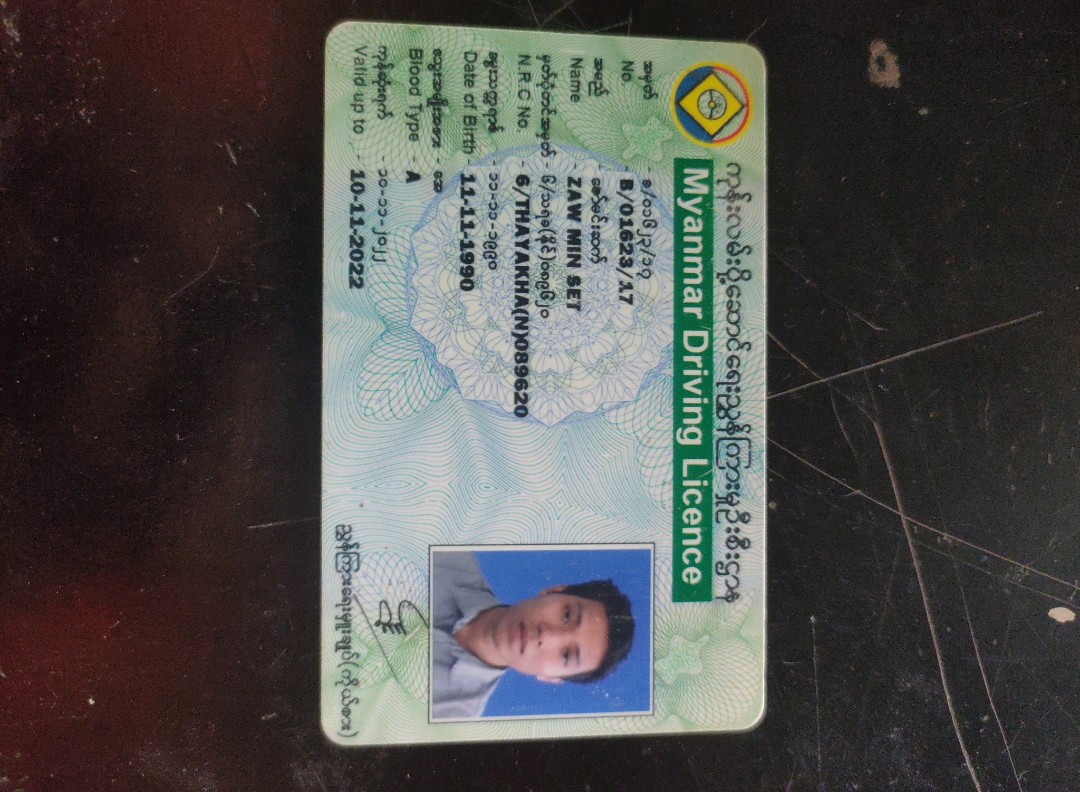 ကုန်းလမ်းပို့ဆောင်ရေးညွှန်ကြားမှုဦးစီးဌာန
Myanmar Driving Licence
အမှတ် - ခ/၀၁၆၂၃/၁၇
No. - B/01623/17
အမည် - ဇော်မင်းဆက်
Name - ZAW MIN SET
မှတ်ပုံတင်အမှတ် - ၆/သရခ(နိုင်)၀၈၉၆၂၀
N.R.C No. - 6/THAYAKHA(N)089620
မွေးသက္ကရာဇ် - ၁၁-၁၁-၁၉၉၀
Date of Birth - 11-11-1990
သွေးအမျိုးအစား - အေ
Blood Type - A
ကုန်ဆုံးရက် - ၁၀-၁၁-၂၀၂၂
Valid up to - 10-11-2022
ညွှန်ကြားရေးမှူးချုပ်(ကိုယ်စား)